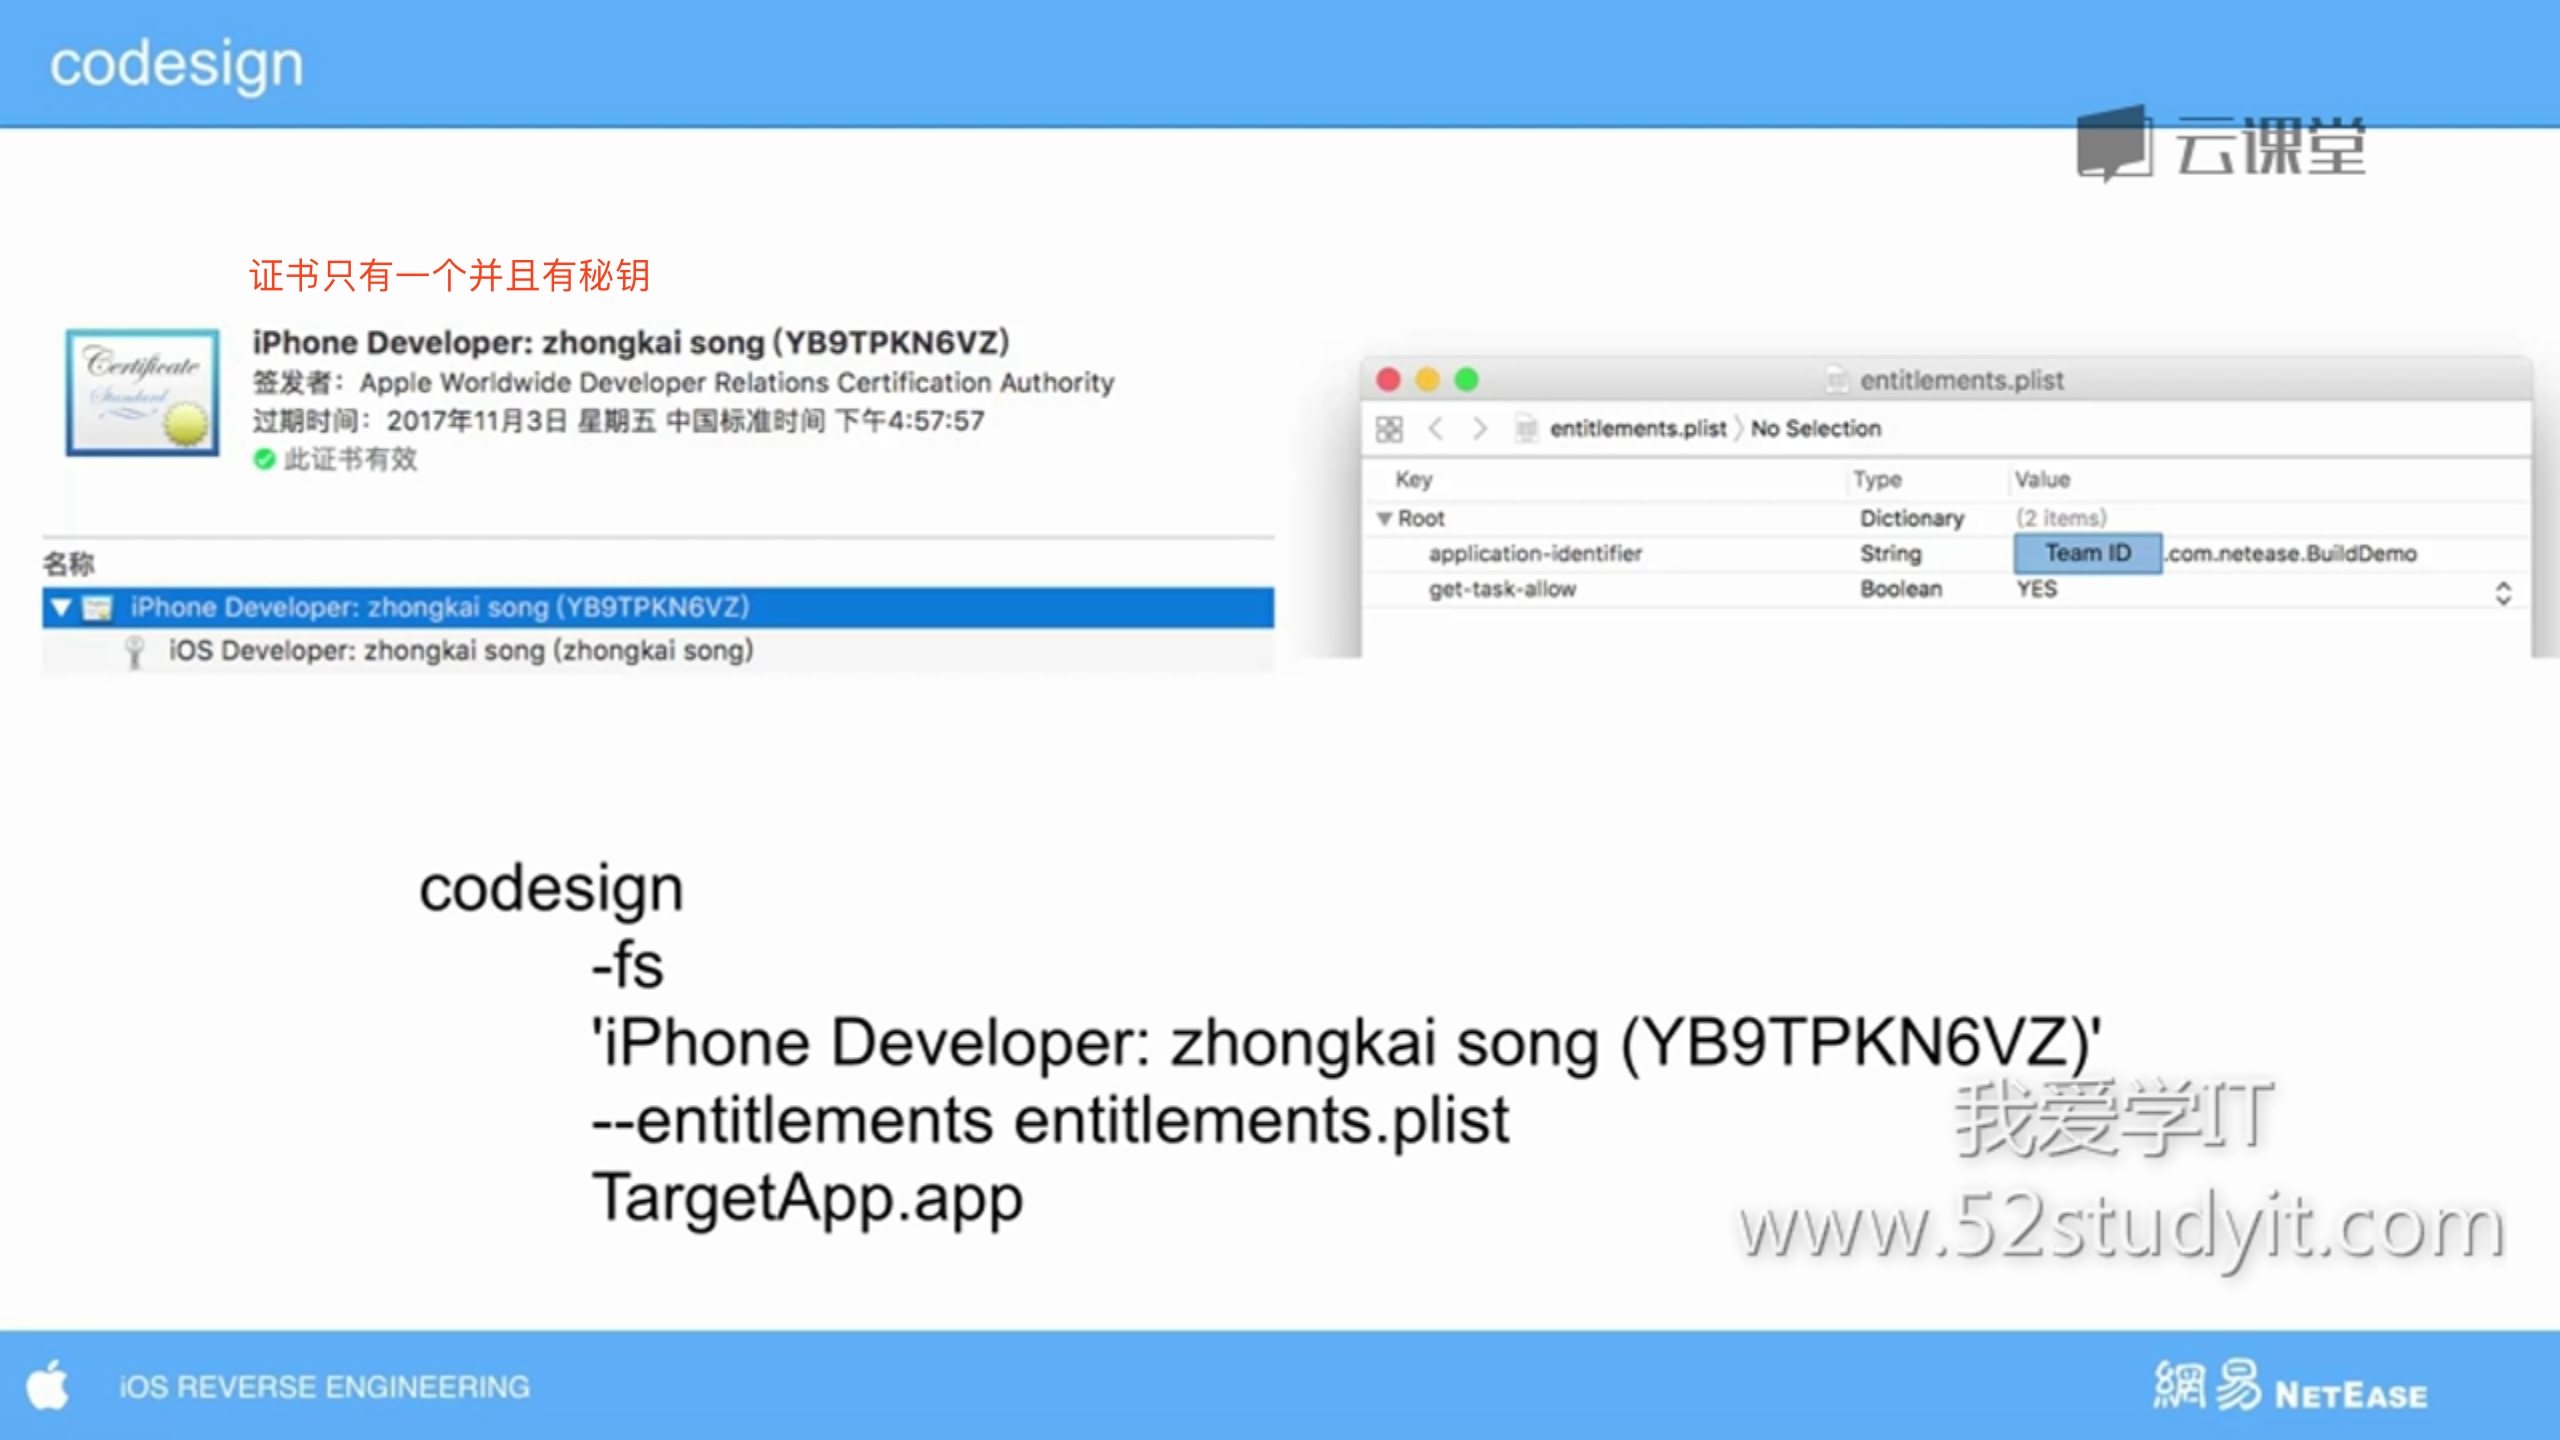 codesign
云课堂
证书只有一个并且有秘钥
Certificate
Standard
iPhone Developer: zhongkai song (YB9TPKN6VZ)
签发者：Apple Worldwide Developer Relations Certification Authority
过期时间：2017年11月3日 星期五 中国标准时间 下午4:57:57
此证书有效
名称
iPhone Developer: zhongkai song (YB9TPKN6VZ)
iOS Developer: zhongkai song (zhongkai song)
entitlements.plist
entitlements.plist No Selection
Key Type Value
Root Dictionary (2 items)
application-identifier String Team ID .com.netease.BuildDemo
get-task-allow Boolean YES
codesign
-fs
'iPhone Developer: zhongkai song (YB9TPKN6VZ)'
--entitlements entitlements.plist
TargetApp.app
我爱学IT
www.52studyit.com
iOS REVERSE ENGINEERING
網易 NETEASE